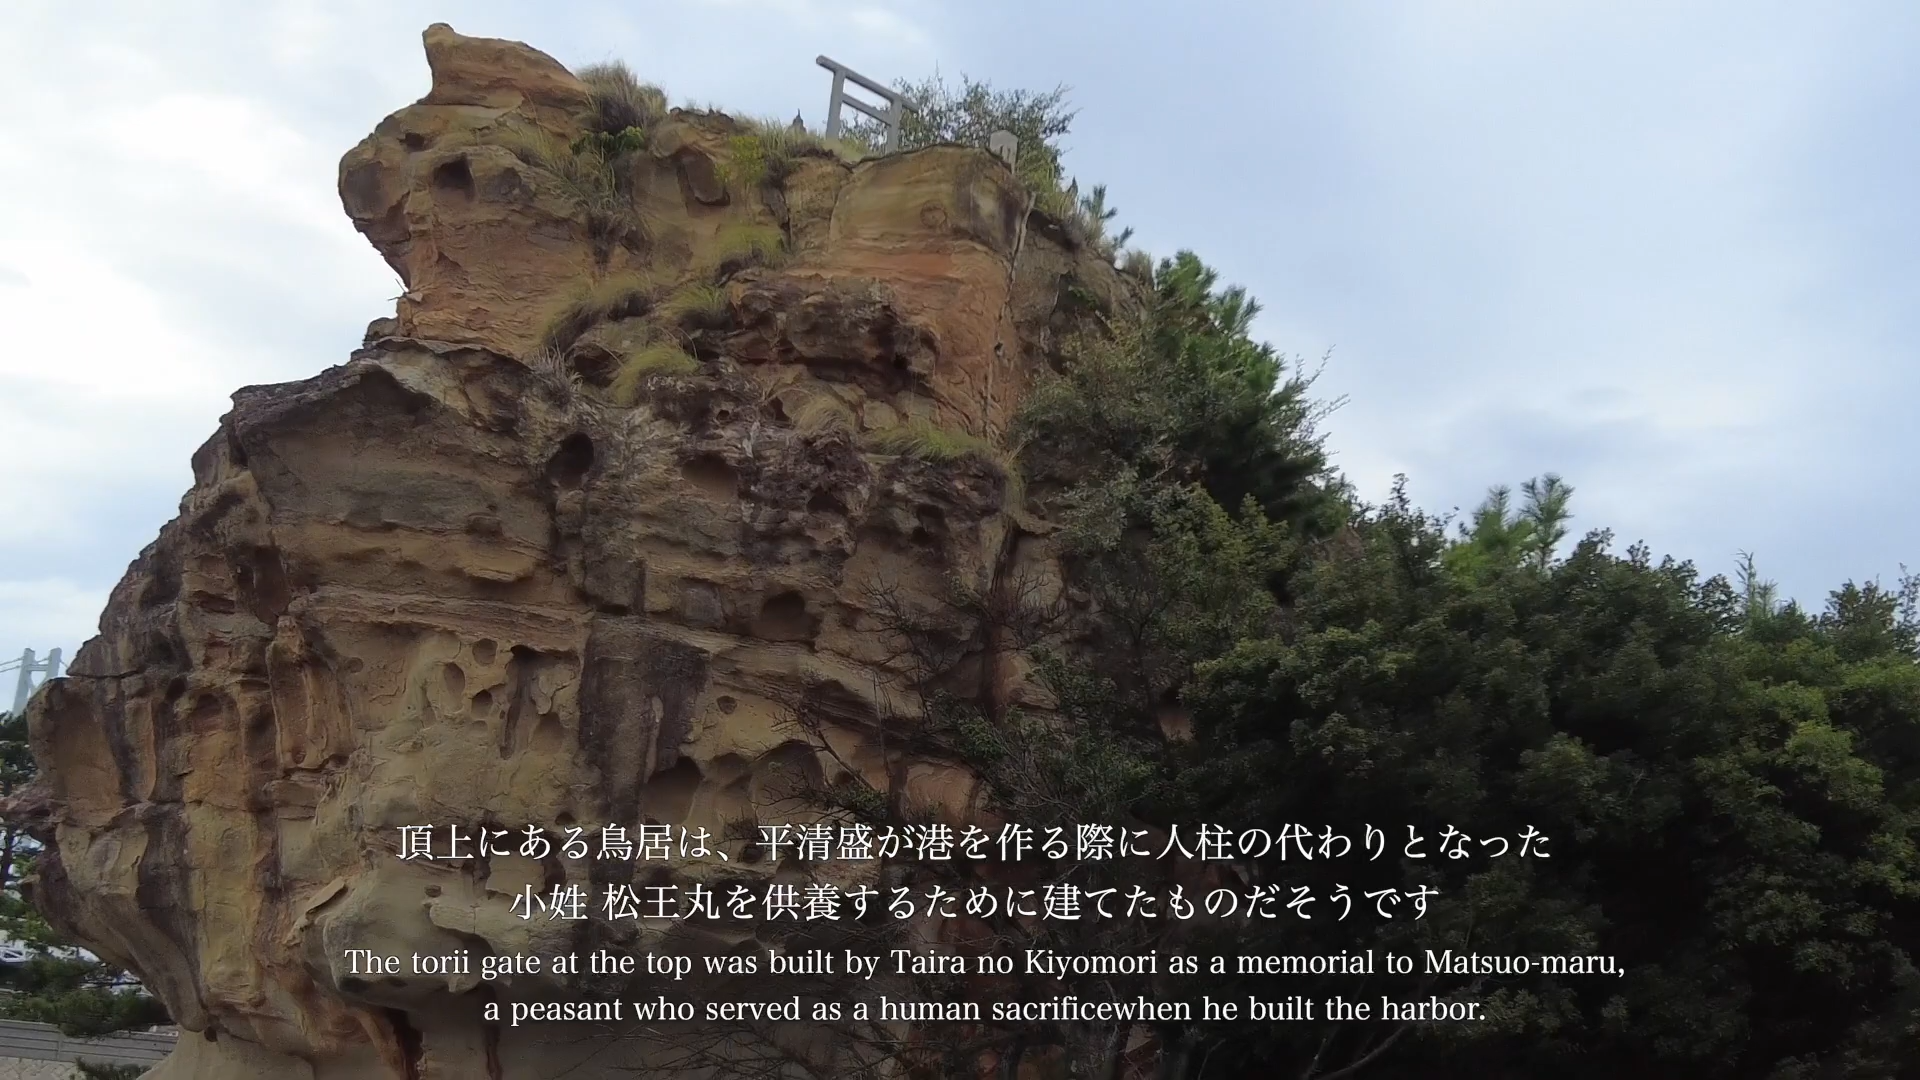 頂上にある鳥居は、平清盛が港を作る際に人柱の代わりとなった
小姓 松王丸を供養するために建てたものだそうです
The torii gate at the top was built by Taira no Kiyomori as a memorial to Matsuo-maru,
a peasant who served as a human sacrificewhen he built the harbor.